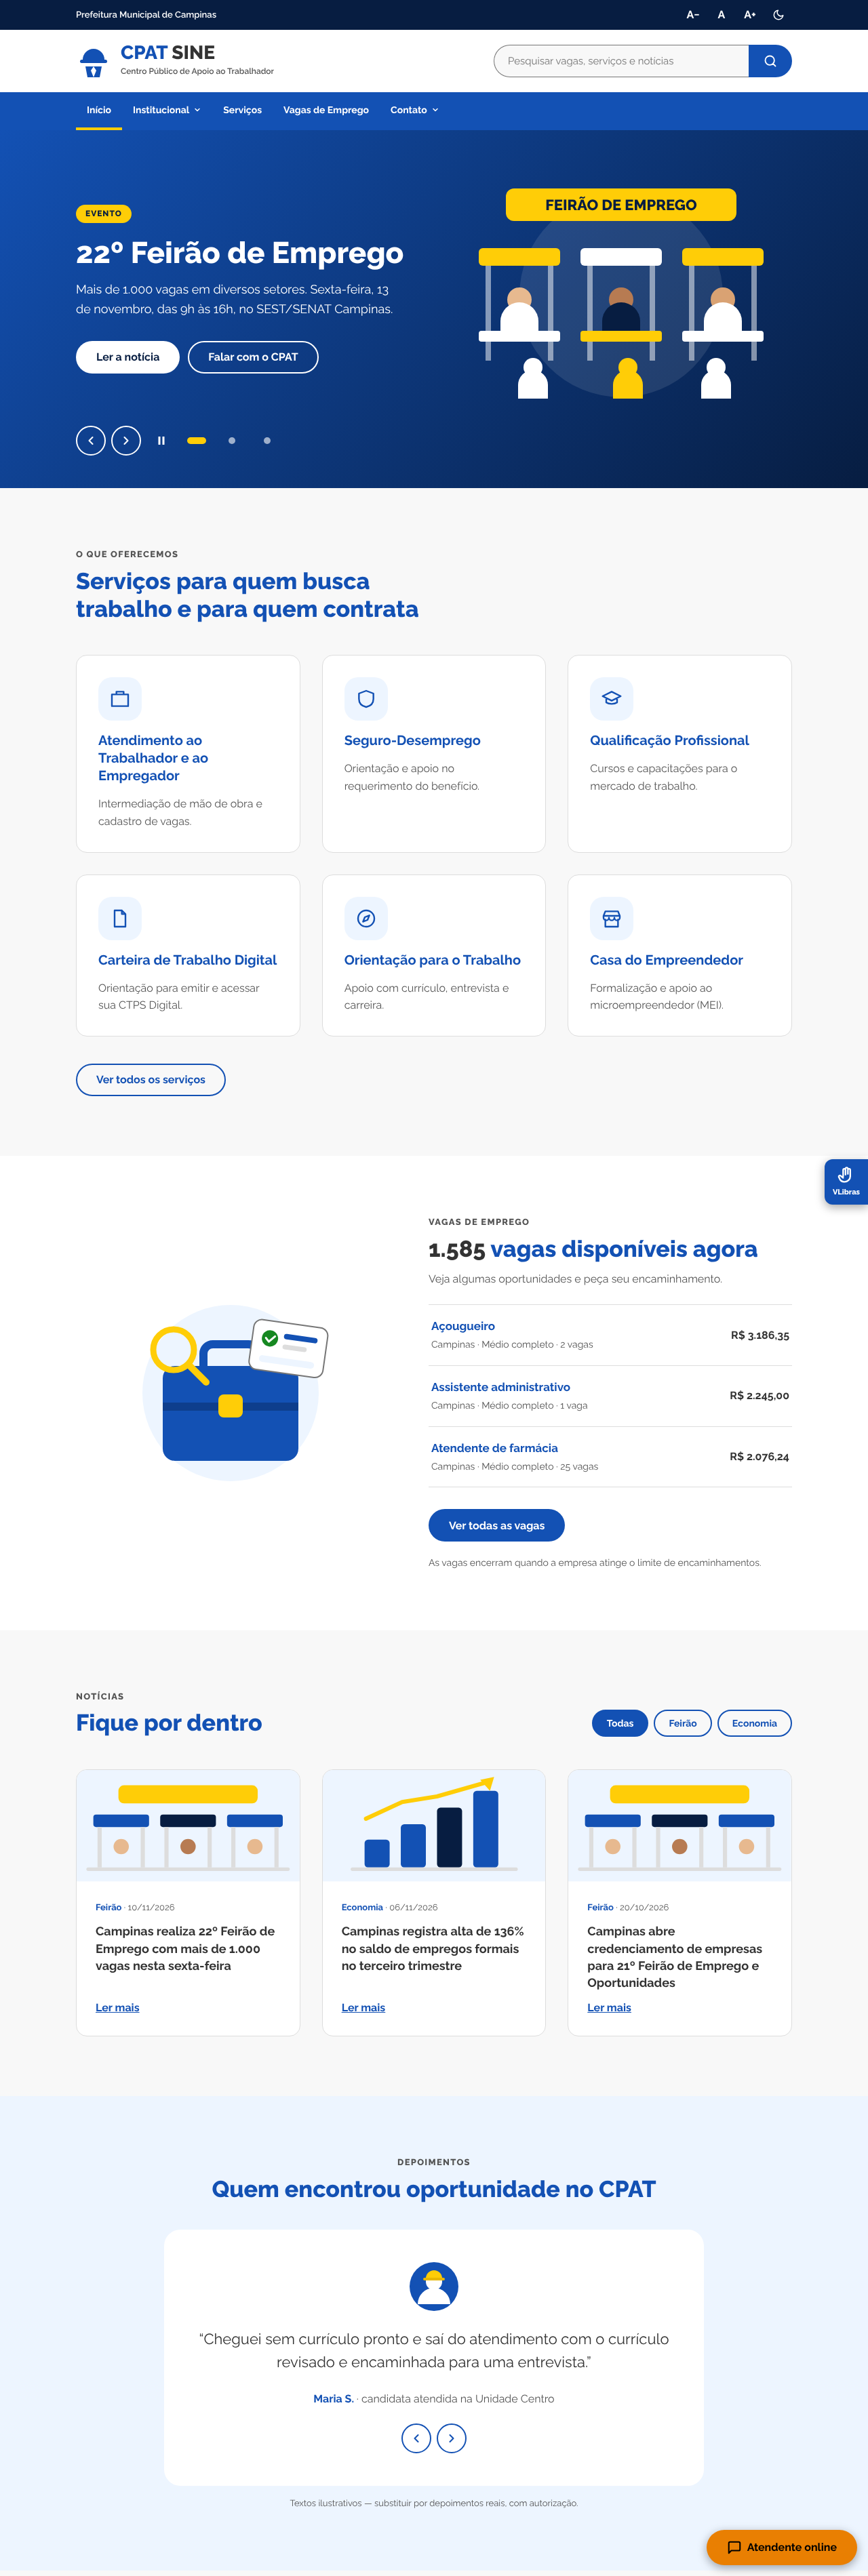 Prefeitura Municipal de Campinas
A− A A+
CPAT SINE
Centro Público de Apoio ao Trabalhador
Pesquisar vagas, serviços e notícias
Início Institucional Serviços Vagas de Emprego Contato
EVENTO
22º Feirão de Emprego
Mais de 1.000 vagas em diversos setores. Sexta-feira, 13
de novembro, das 9h às 16h, no SEST/SENAT Campinas.
Ler a notícia Falar com o CPAT
FEIRÃO DE EMPREGO
O QUE OFERECEMOS
Serviços para quem busca
trabalho e para quem contrata
Atendimento ao
Trabalhador e ao
Empregador
Intermediação de mão de obra e
cadastro de vagas.
Seguro-Desemprego
Orientação e apoio no
requerimento do benefício.
Qualificação Profissional
Cursos e capacitações para o
mercado de trabalho.
Carteira de Trabalho Digital
Orientação para emitir e acessar
sua CTPS Digital.
Orientação para o Trabalho
Apoio com currículo, entrevista e
carreira.
Casa do Empreendedor
Formalização e apoio ao
microempreendedor (MEI).
Ver todos os serviços
VLibras
VAGAS DE EMPREGO
1.585 vagas disponíveis agora
Veja algumas oportunidades e peça seu encaminhamento.
Açougueiro
Campinas · Médio completo · 2 vagas
R$ 3.186,35
Assistente administrativo
Campinas · Médio completo · 1 vaga
R$ 2.245,00
Atendente de farmácia
Campinas · Médio completo · 25 vagas
R$ 2.076,24
Ver todas as vagas
As vagas encerram quando a empresa atinge o limite de encaminhamentos.
NOTÍCIAS
Fique por dentro
Todas Feirão Economia
Feirão · 10/11/2026
Campinas realiza 22º Feirão de
Emprego com mais de 1.000
vagas nesta sexta-feira
Ler mais
Economia · 06/11/2026
Campinas registra alta de 136%
no saldo de empregos formais
no terceiro trimestre
Ler mais
Feirão · 20/10/2026
Campinas abre
credenciamento de empresas
para 21º Feirão de Emprego e
Oportunidades
Ler mais
DEPOIMENTOS
Quem encontrou oportunidade no CPAT
“Cheguei sem currículo pronto e saí do atendimento com o currículo
revisado e encaminhada para uma entrevista.”
Maria S. · candidata atendida na Unidade Centro
Textos ilustrativos — substituir por depoimentos reais, com autorização.
Atendente online